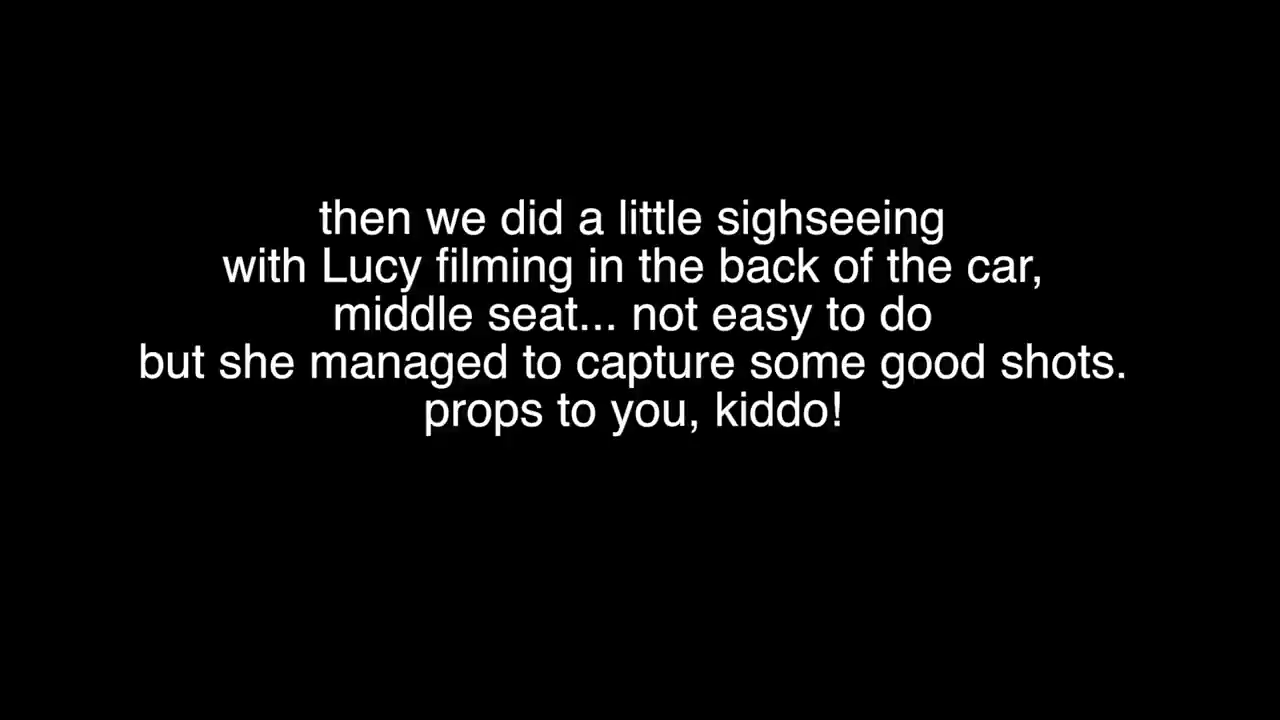 then we did a little sighseeing
with Lucy filming in the back of the car,
middle seat... not easy to do
but she managed to capture some good shots.
props to you, kiddo!